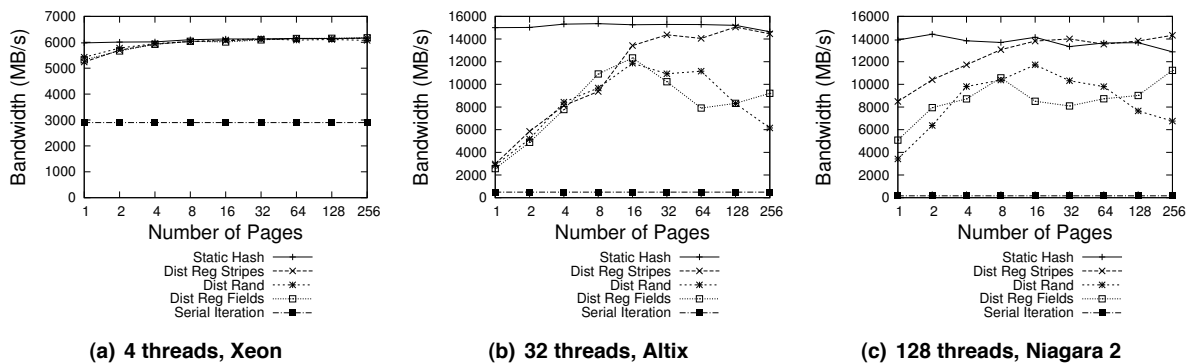 Bandwidth (MB/s)
7000
6000
5000
4000
3000
2000
1000
0
1 2 4 8 16 32 64 128 256
Number of Pages
Static Hash
Dist Reg Stripes
Dist Rand
Dist Reg Fields
Serial Iteration
(a) 4 threads, Xeon
Bandwidth (MB/s)
16000
14000
12000
10000
8000
6000
4000
2000
0
1 2 4 8 16 32 64 128 256
Number of Pages
Static Hash
Dist Reg Stripes
Dist Rand
Dist Reg Fields
Serial Iteration
(b) 32 threads, Altix
Bandwidth (MB/s)
16000
14000
12000
10000
8000
6000
4000
2000
0
1 2 4 8 16 32 64 128 256
Number of Pages
Static Hash
Dist Reg Stripes
Dist Rand
Dist Reg Fields
Serial Iteration
(c) 128 threads, Niagara 2